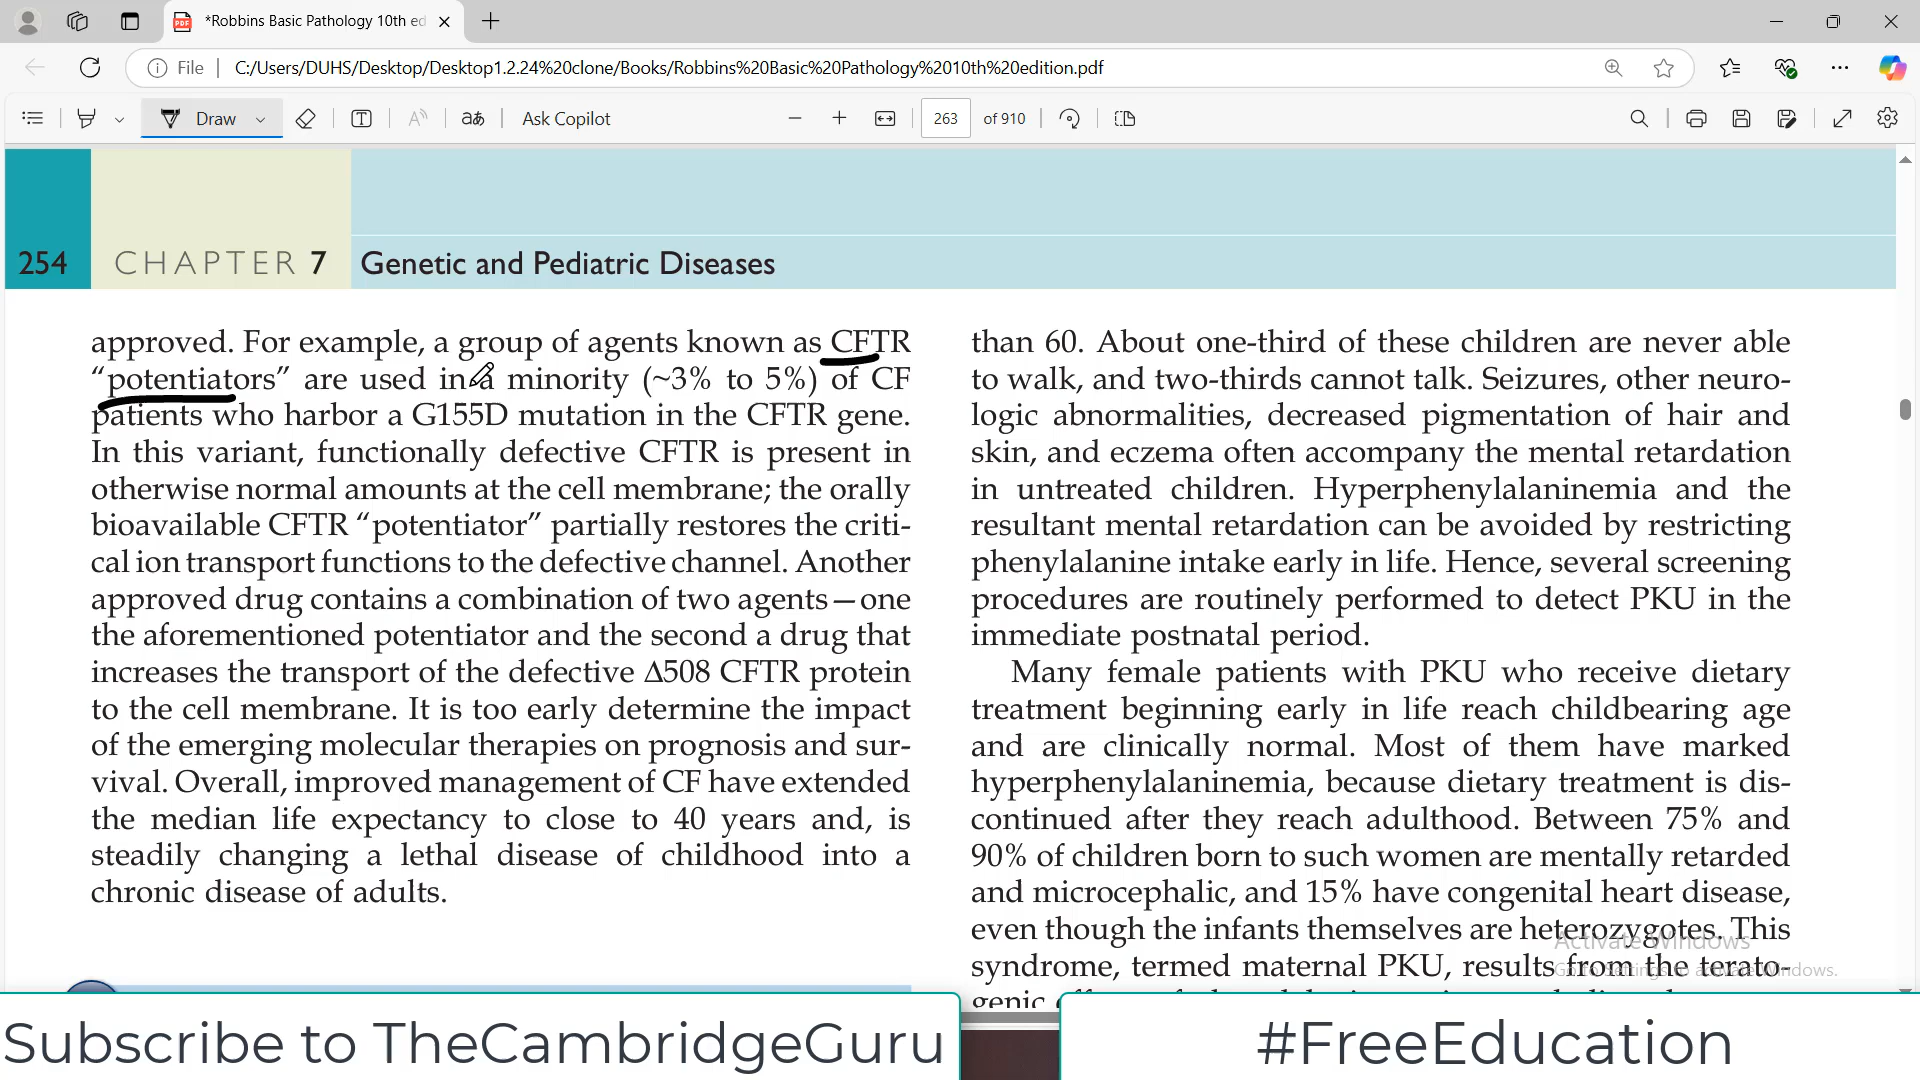 *Robbins Basic Pathology 10th ed
File
C:/Users/DUHS/Desktop/Desktop1.2.24%20clone/Books/Robbins%20Basic%20Pathology%2010th%20edition.pdf
Draw
Ask Copilot
263 of 910
254 CHAPTER 7 Genetic and Pediatric Diseases
approved. For example, a group of agents known as CFTR
“potentiators” are used in a minority (~3% to 5%) of CF
patients who harbor a G155D mutation in the CFTR gene.
In this variant, functionally defective CFTR is present in
otherwise normal amounts at the cell membrane; the orally
bioavailable CFTR “potentiator” partially restores the criti-
cal ion transport functions to the defective channel. Another
approved drug contains a combination of two agents—one
the aforementioned potentiator and the second a drug that
increases the transport of the defective Δ508 CFTR protein
to the cell membrane. It is too early determine the impact
of the emerging molecular therapies on prognosis and sur-
vival. Overall, improved management of CF have extended
the median life expectancy to close to 40 years and, is
steadily changing a lethal disease of childhood into a
chronic disease of adults.
than 60. About one-third of these children are never able
to walk, and two-thirds cannot talk. Seizures, other neuro-
logic abnormalities, decreased pigmentation of hair and
skin, and eczema often accompany the mental retardation
in untreated children. Hyperphenylalaninemia and the
resultant mental retardation can be avoided by restricting
phenylalanine intake early in life. Hence, several screening
procedures are routinely performed to detect PKU in the
immediate postnatal period.
Many female patients with PKU who receive dietary
treatment beginning early in life reach childbearing age
and are clinically normal. Most of them have marked
hyperphenylalaninemia, because dietary treatment is dis-
continued after they reach adulthood. Between 75% and
90% of children born to such women are mentally retarded
and microcephalic, and 15% have congenital heart disease,
even though the infants themselves are heterozygotes. This
syndrome, termed maternal PKU, results from the terato-
genic
Activate Windows
Go to Settings to activate Windows.
Subscribe to TheCambridgeGuru
#FreeEducation